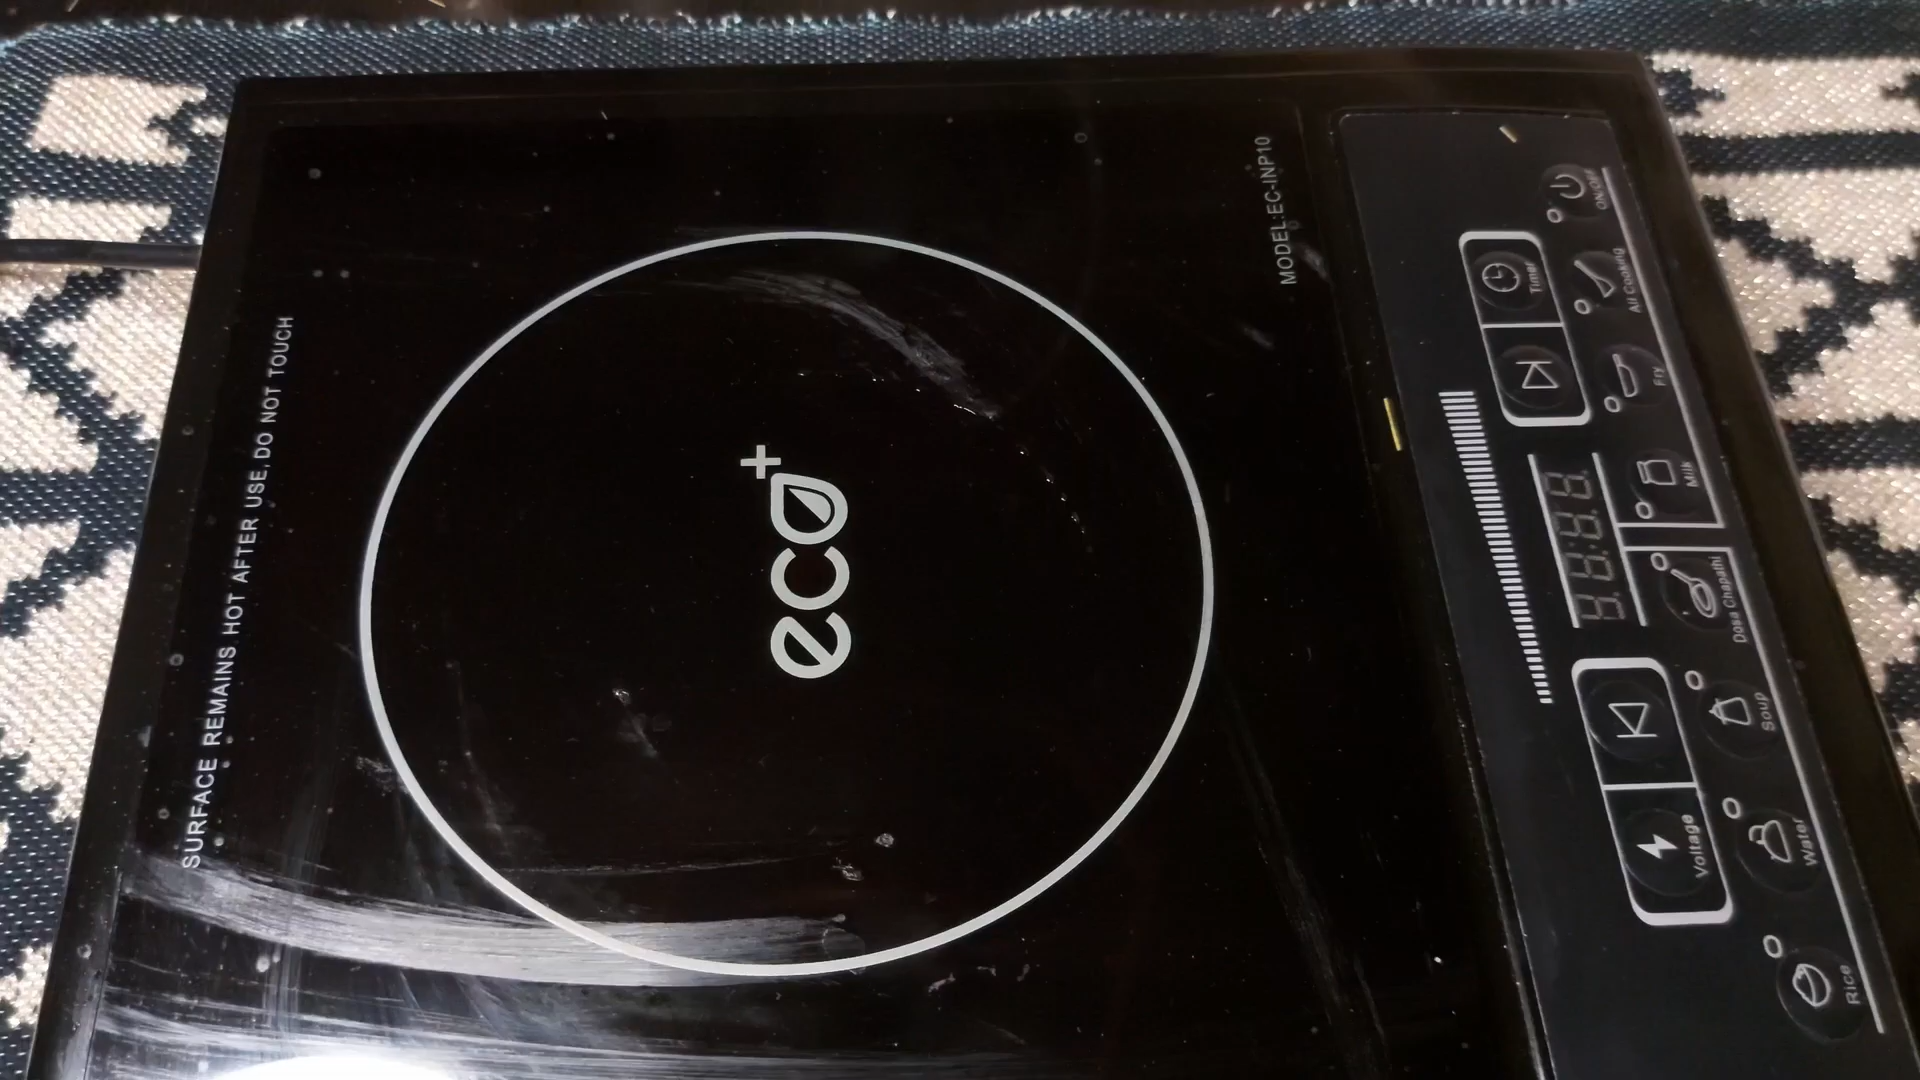 SURFACE REMAINS HOT AFTER USE, DO NOT TOUCH
eco+
MODEL:EC-INP10
Timer
Voltage
ON/OFF
All Cooking
Fry
Milk
Dosa Chapathi
Soup
Water
Rice